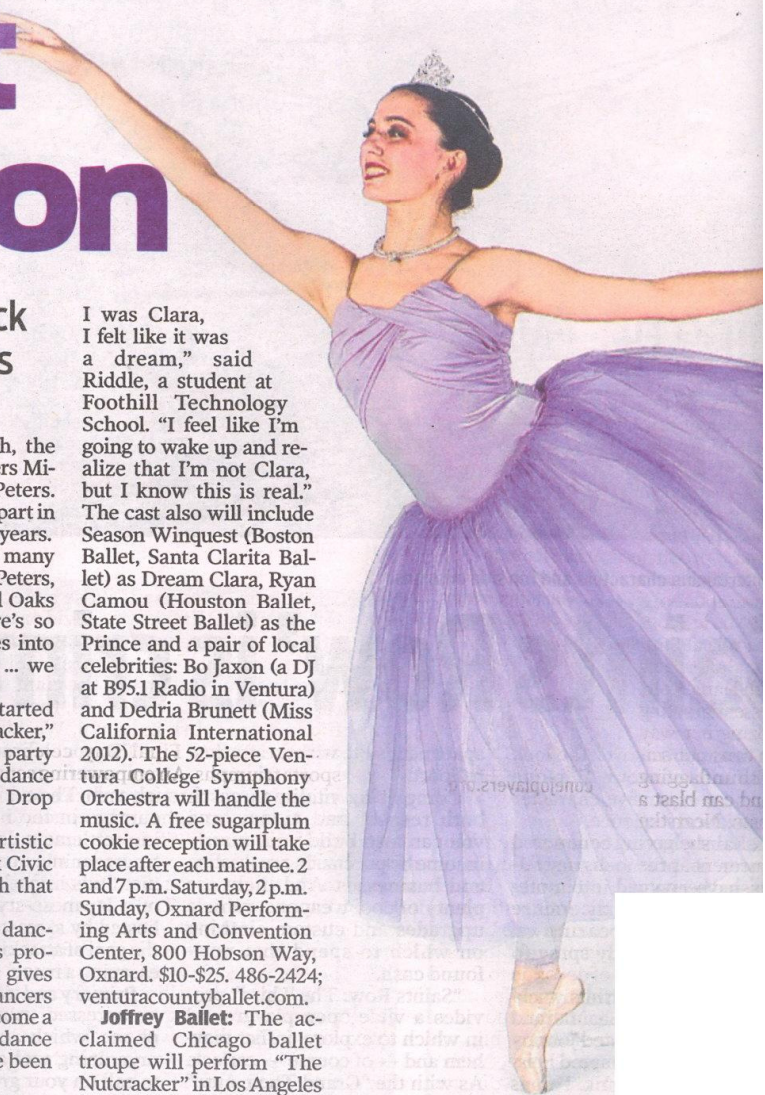 on
ck
s
h, the
ers Mi-
Peters.
part in
years.
many
Peters,
l Oaks
re's so
es into
... we
tarted
acker,"
party
dance
Drop
rtistic
Civic
h that
danc-
s pro-
given
ancers
ome a
dance
e been
I was Clara,
I felt like it was
a dream," said
Riddle, a student at
Foothill Technology
School. "I feel like I'm
going to wake up and re-
alize that I'm not Clara,
but I know this is real."
The cast also will include
Season Winquest (Boston
Ballet, Santa Clarita Bal-
let) as Dream Clara, Ryan
Camou (Houston Ballet,
State Street Ballet) as the
Prince and a pair of local
celebrities: Bo Jaxon (a DJ
at B95.1 Radio in Ventura)
and Dedria Brunett (Miss
California International
2012). The 52-piece Ven-
tura College Symphony
Orchestra will handle the
music. A free sugarplum
cookie reception will take
place after each matinee. 2
and 7 p.m. Saturday, 2 p.m.
Sunday, Oxnard Perform-
ing Arts and Convention
Center, 800 Hobson Way,
Oxnard. $10-$25. 486-2424;
venturacountyballet.com.
Joffrey Ballet: The ac-
claimed Chicago ballet
troupe will perform "The
Nutcracker" in Los Angeles